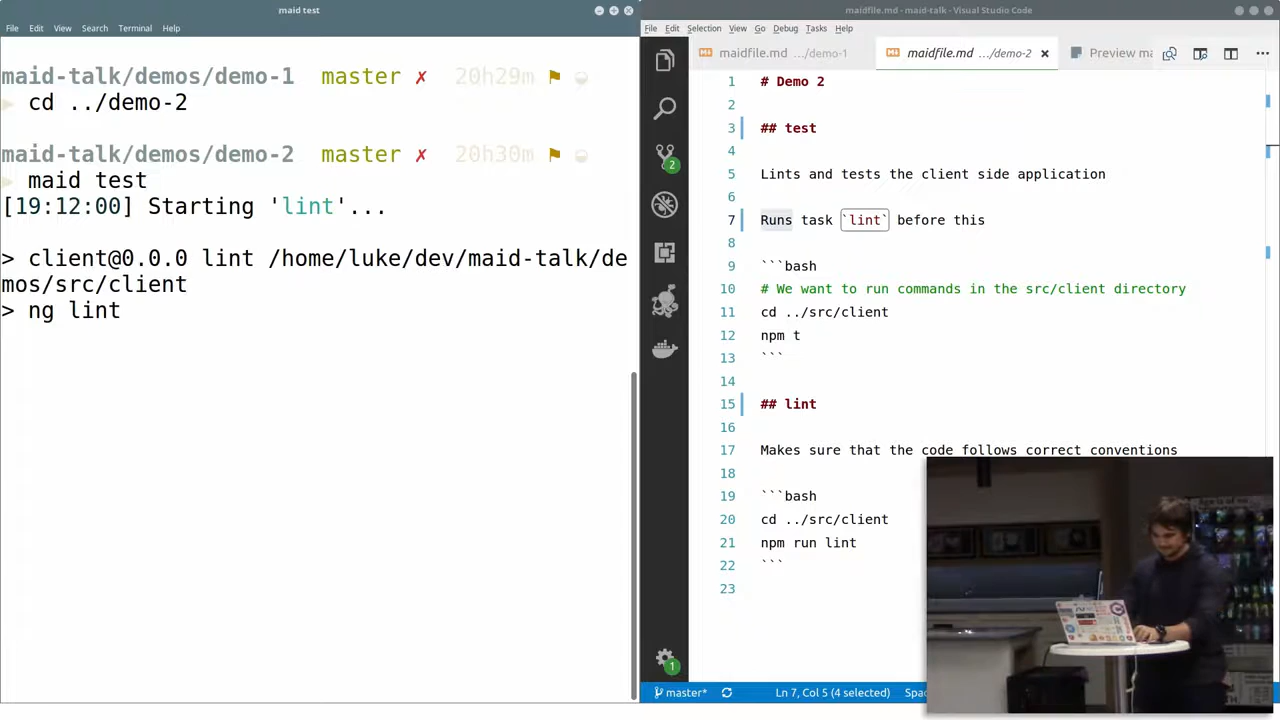 maid test
File Edit View Search Terminal Help
maid-talk/demos/demo-1 master ✗ 20h29m
cd ../demo-2
maid-talk/demos/demo-2 master ✗ 20h30m
maid test
[19:12:00] Starting 'lint'...
> client@0.0.0 lint /home/luke/dev/maid-talk/de
mos/src/client
> ng lint
maidfile.md - maid-talk - Visual Studio Code
File Edit Selection View Go Debug Tasks Help
maidfile.md .../demo-1 maidfile.md .../demo-2 Preview ma
2
1
1 # Demo 2
2
3 ## test
4
5 Lints and tests the client side application
6
7 Runs task `lint` before this
8
9 ```bash
10 # We want to run commands in the src/client directory
11 cd ../src/client
12 npm t
13 ```
14
15 ## lint
16
17 Makes sure that the code follows correct conventions
18
19 ```bash
20 cd ../src/client
21 npm run lint
22 ```
23
master* Ln 7, Col 5 (4 selected) Spac